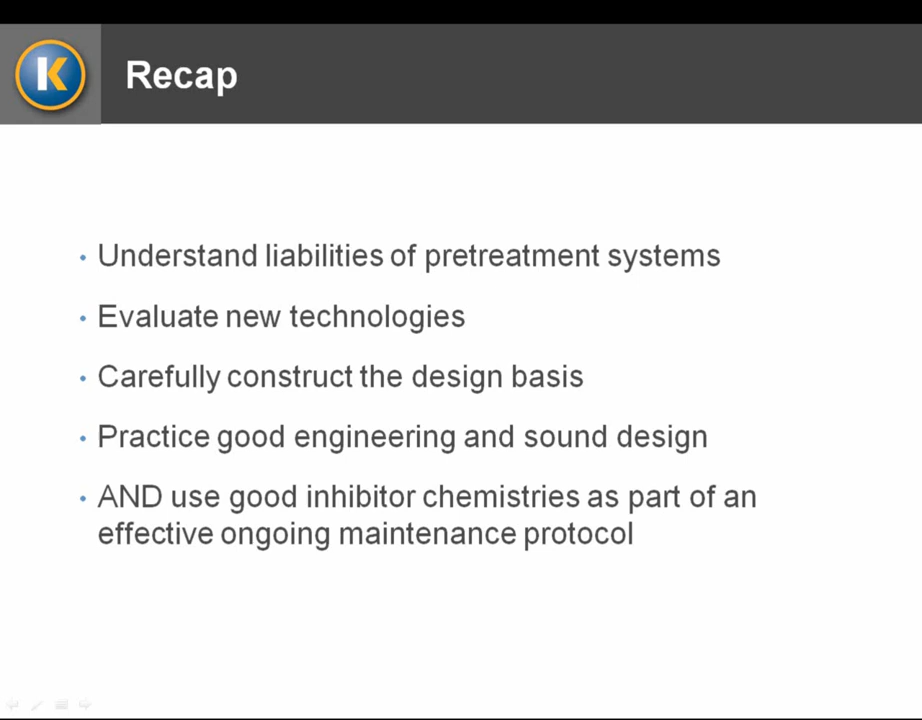 K
Recap
• Understand liabilities of pretreatment systems
• Evaluate new technologies
• Carefully construct the design basis
• Practice good engineering and sound design
• AND use good inhibitor chemistries as part of an
effective ongoing maintenance protocol